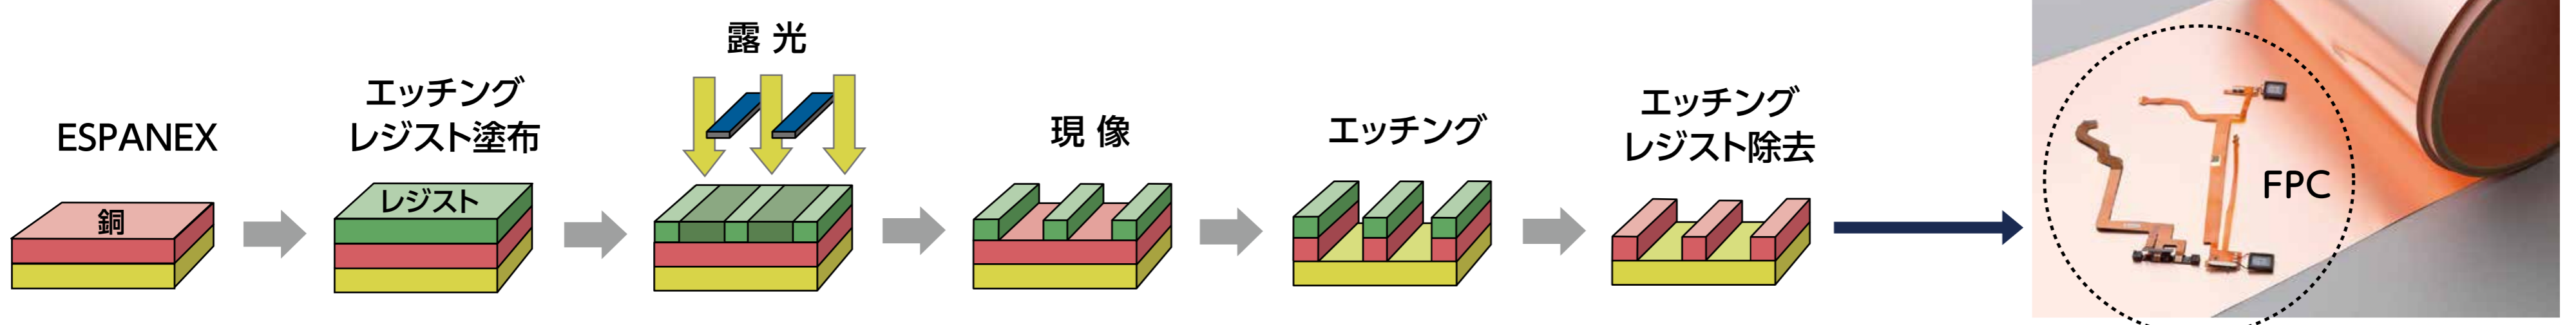 ESPANEX
銅
エッチング
レジスト塗布
レジスト
露 光
現 像
エッチング
エッチング
レジスト除去
FPC